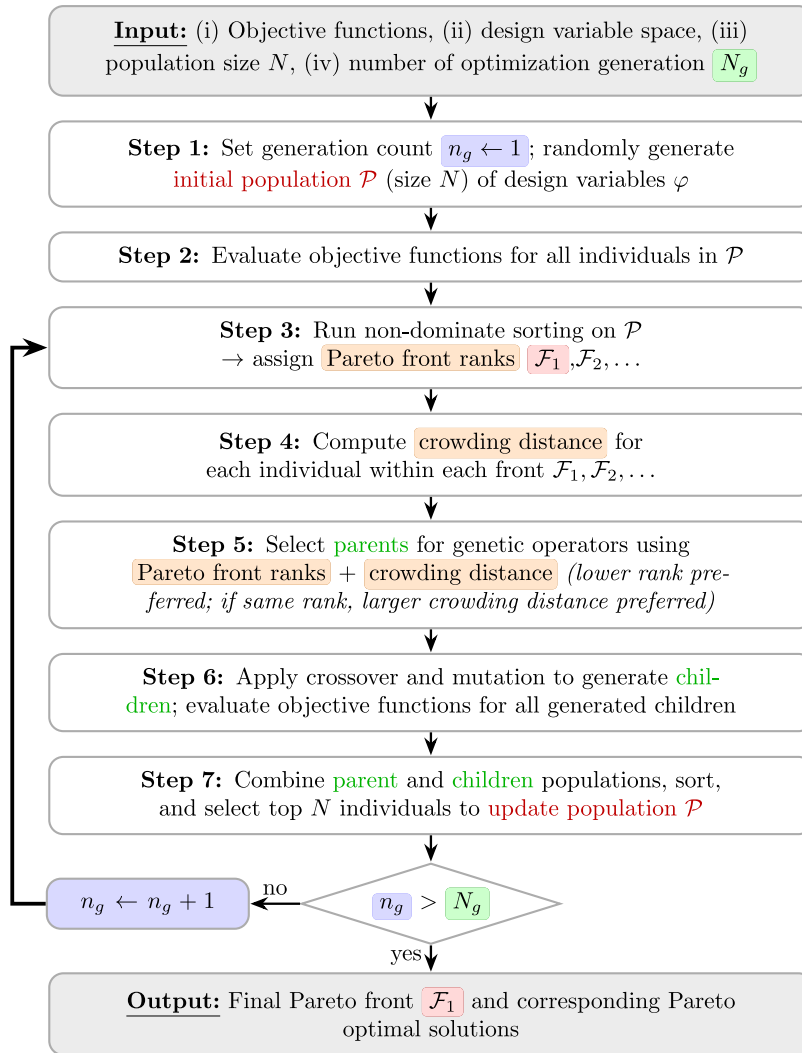 Input: (i) Objective functions, (ii) design variable space, (iii)
population size N, (iv) number of optimization generation N_g
Step 1: Set generation count n_g ← 1; randomly generate
initial population 𝒫 (size N) of design variables φ
Step 2: Evaluate objective functions for all individuals in 𝒫
Step 3: Run non-dominate sorting on 𝒫
→ assign Pareto front ranks ℱ₁,ℱ₂,…
Step 4: Compute crowding distance for
each individual within each front ℱ₁,ℱ₂,…
Step 5: Select parents for genetic operators using
Pareto front ranks + crowding distance (lower rank pre-
ferred; if same rank, larger crowding distance preferred)
Step 6: Apply crossover and mutation to generate chil-
dren; evaluate objective functions for all generated children
Step 7: Combine parent and children populations, sort,
and select top N individuals to update population 𝒫
n_g ← n_g + 1
no
n_g > N_g
yes
Output: Final Pareto front ℱ₁ and corresponding Pareto
optimal solutions